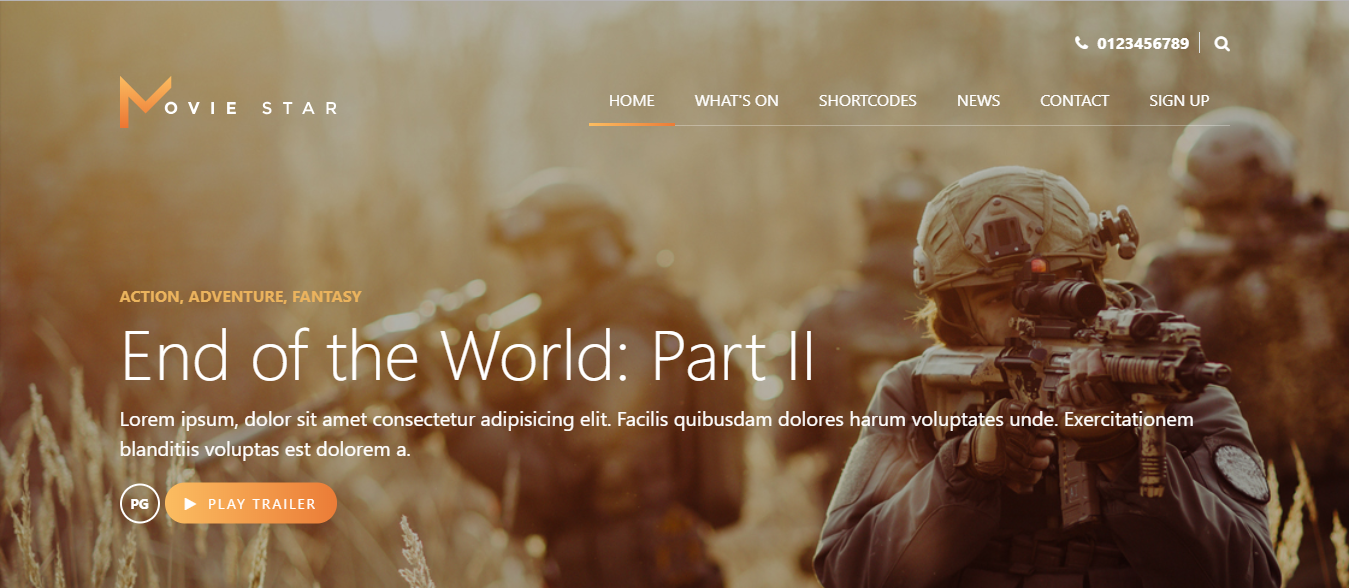 0123456789
MOVIE STAR
HOME WHAT'S ON SHORTCODES NEWS CONTACT SIGN UP
ACTION, ADVENTURE, FANTASY
End of the World: Part II
Lorem ipsum, dolor sit amet consectetur adipisicing elit. Facilis quibusdam dolores harum voluptates unde. Exercitationem
blanditiis voluptas est dolorem a.
PG PLAY TRAILER